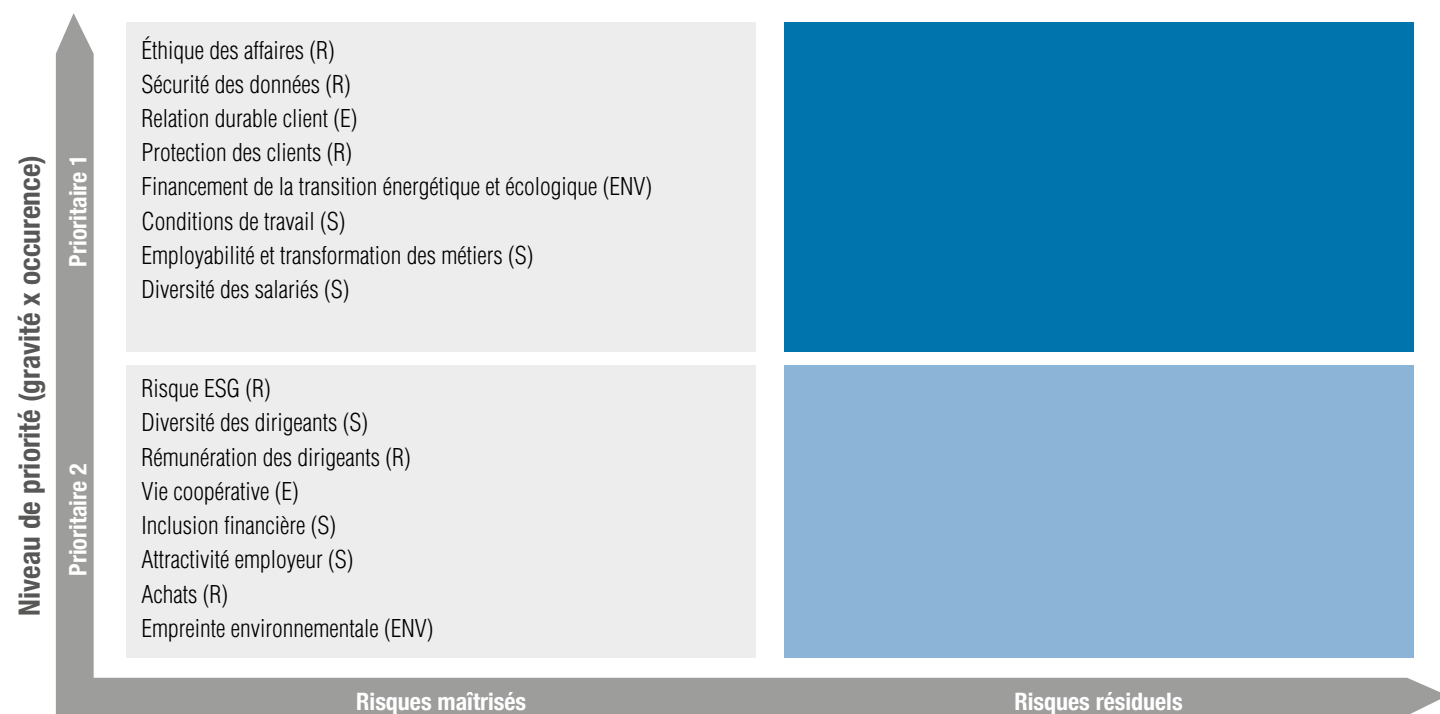 Niveau de priorité (gravité x occurence)
Prioritaire 1
Éthique des affaires (R)
Sécurité des données (R)
Relation durable client (E)
Protection des clients (R)
Financement de la transition énergétique et écologique (ENV)
Conditions de travail (S)
Employabilité et transformation des métiers (S)
Diversité des salariés (S)
Prioritaire 2
Risque ESG (R)
Diversité des dirigeants (S)
Rémunération des dirigeants (R)
Vie coopérative (E)
Inclusion financière (S)
Attractivité employeur (S)
Achats (R)
Empreinte environnementale (ENV)
Risques maîtrisés
Risques résiduels